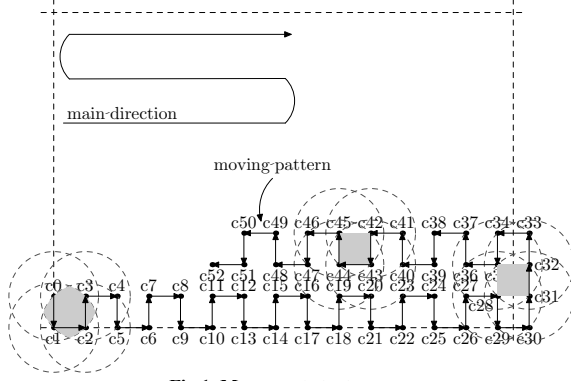 main-direction
moving-pattern
c50 c49 c46 c45 c42 c41 c38 c37 c34 c33
c52 c51 c48 c47 c44 c43 c40 c39 c36 c32
c0 c3 c4 c7 c8 c11 c12 c15 c16 c19 c20 c23 c24 c27 c28 c31
c1 c2 c5 c6 c9 c10 c13 c14 c17 c18 c21 c22 c25 c26 c29 c30